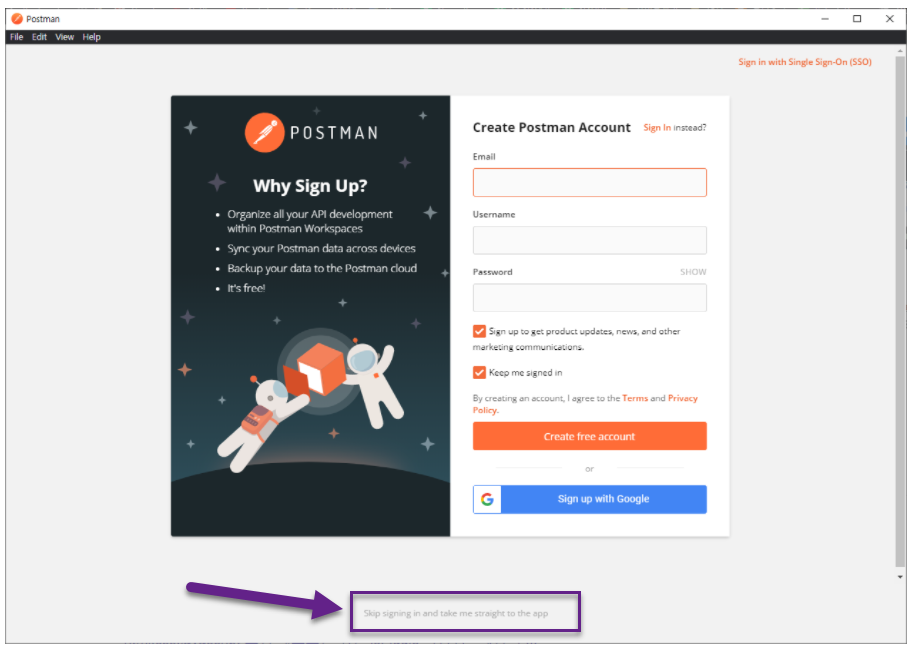 Postman
File Edit View Help
Sign in with Single Sign-On (SSO)
POSTMAN
Why Sign Up?
• Organize all your API development
within Postman Workspaces
• Sync your Postman data across devices
• Backup your data to the Postman cloud
• It's free!
Create Postman Account Sign In instead?
Email
Username
Password SHOW
Sign up to get product updates, news, and other
marketing communications.
Keep me signed in
By creating an account, I agree to the Terms and Privacy
Policy.
Create free account
or
G Sign up with Google
Skip signing in and take me straight to the app